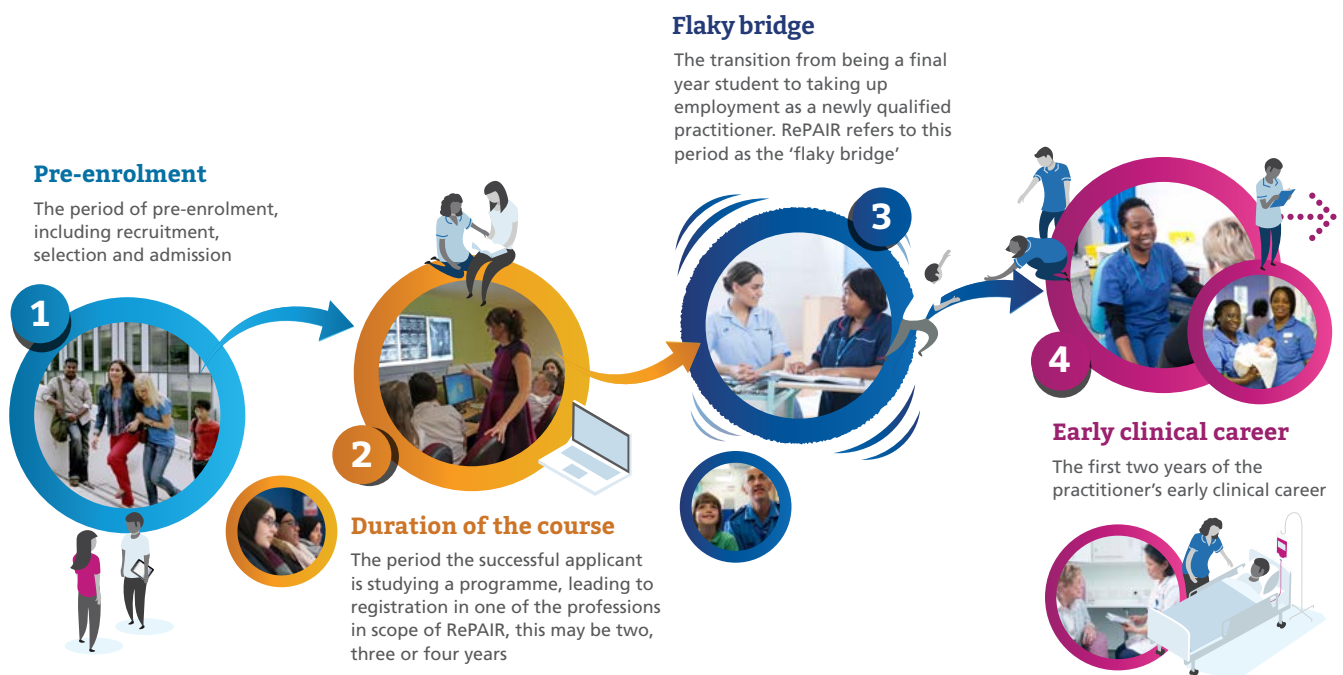 Pre-enrolment
The period of pre-enrolment,
including recruitment,
selection and admission
1
2
Duration of the course
The period the successful applicant
is studying a programme, leading to
registration in one of the professions
in scope of RePAIR, this may be two,
three or four years
Flaky bridge
The transition from being a final
year student to taking up
employment as a newly qualified
practitioner. RePAIR refers to this
period as the ‘flaky bridge’
3
4
Early clinical career
The first two years of the
practitioner’s early clinical career